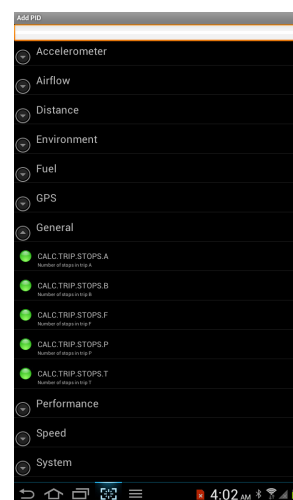 Add PID
Accelerometer
Airflow
Distance
Environment
Fuel
GPS
General
CALC.TRIP.STOPS.A
Number of stops in trip A
CALC.TRIP.STOPS.B
Number of stops in trip B
CALC.TRIP.STOPS.F
Number of stops in trip F
CALC.TRIP.STOPS.P
Number of stops in trip P
CALC.TRIP.STOPS.T
Number of stops in trip T
Performance
Speed
System
4:02 AM